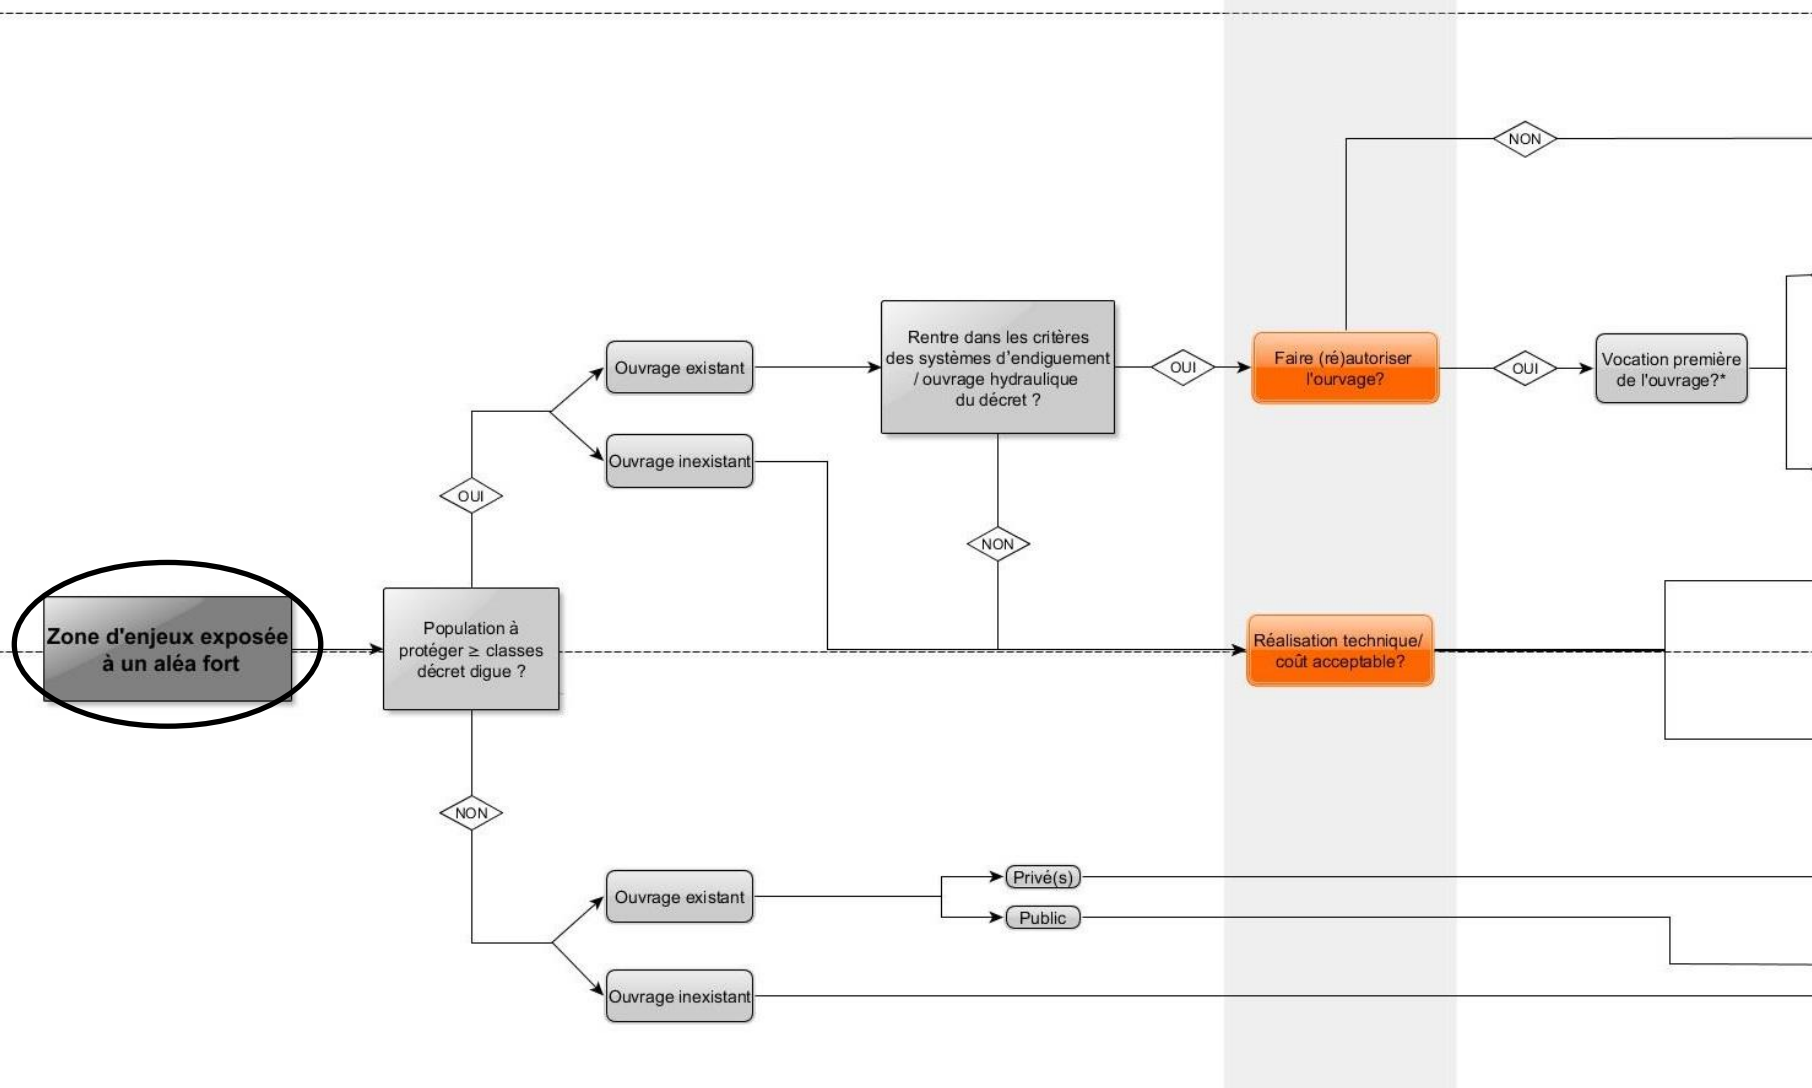 NON
Rentre dans les critères
des systèmes d'endiguement
/ ouvrage hydraulique
du décret ?
Ouvrage existant
OUI
Faire (ré)autoriser
l'ourvage?
OUI
Vocation première
de l'ouvrage?*
Ouvrage inexistant
OUI
NON
Zone d'enjeux exposée
à un aléa fort
Population à
protéger ≥ classes
décret digue ?
Réalisation technique/
coût acceptable?
NON
Ouvrage existant
Privé(s)
Public
Ouvrage inexistant